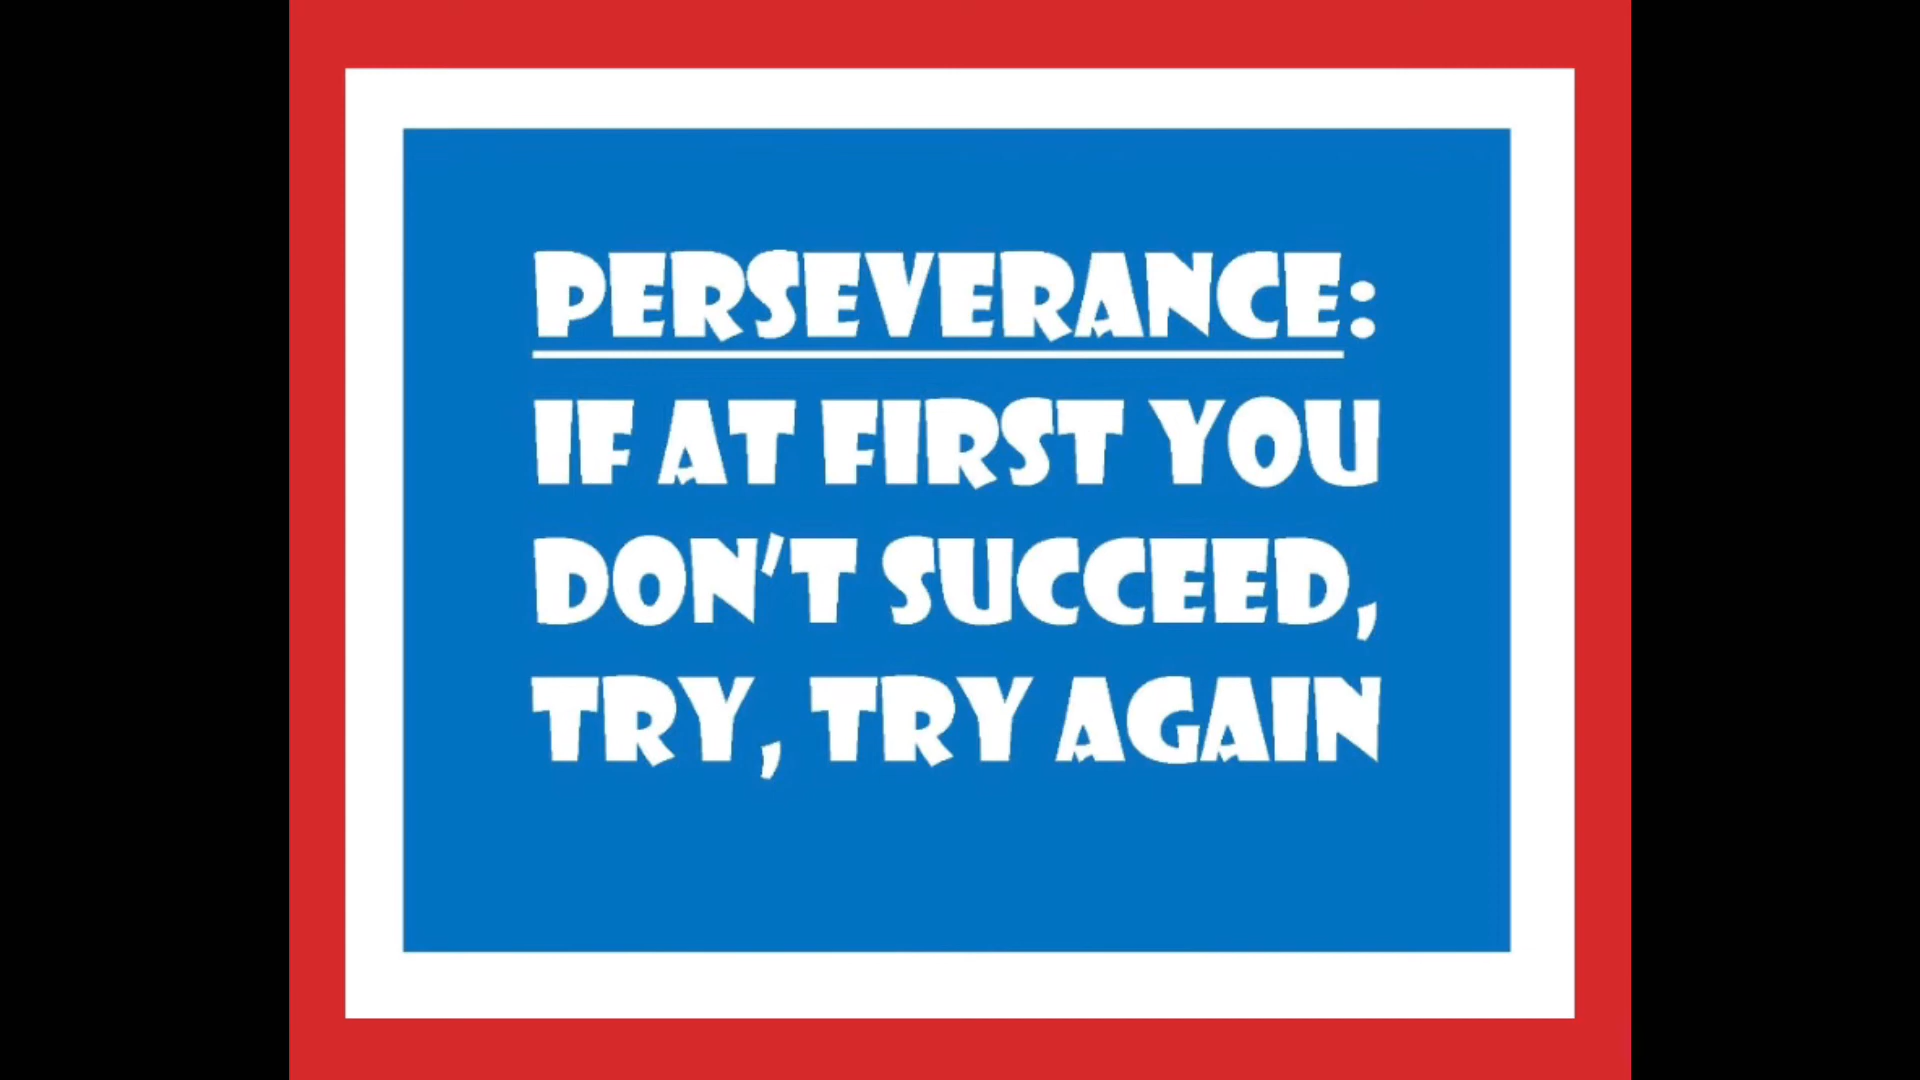 PERSEVERANCE:
IF AT FIRST YOU
DON'T SUCCEED,
TRY, TRY AGAIN